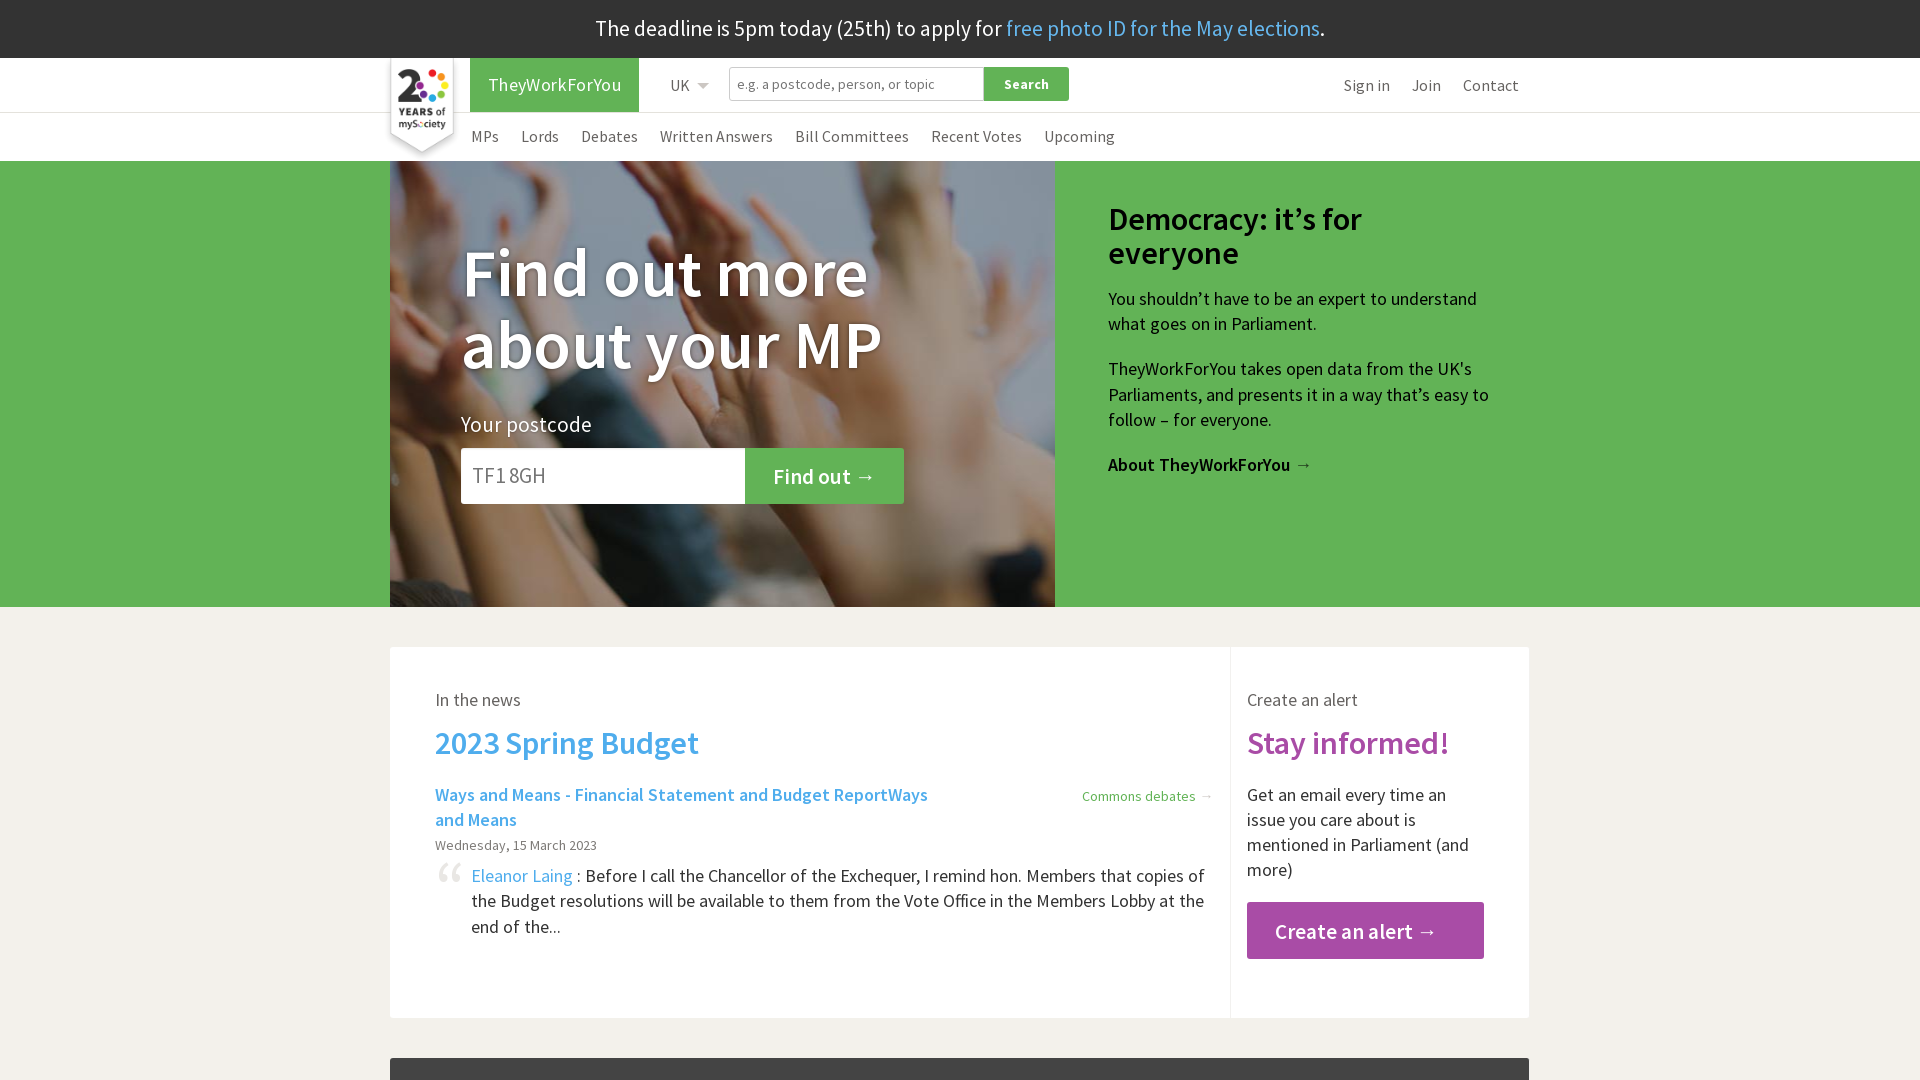 The deadline is 5pm today (25th) to apply for free photo ID for the May elections.
20
YEARS of
mySociety
TheyWorkForYou
UK
e.g. a postcode, person, or topic
Search
Sign in
Join
Contact
MPs
Lords
Debates
Written Answers
Bill Committees
Recent Votes
Upcoming
Find out more
about your MP
Your postcode
TF1 8GH
Find out →
Democracy: it’s for
everyone
You shouldn’t have to be an expert to understand
what goes on in Parliament.
TheyWorkForYou takes open data from the UK's
Parliaments, and presents it in a way that’s easy to
follow – for everyone.
About TheyWorkForYou →
In the news
2023 Spring Budget
Ways and Means - Financial Statement and Budget ReportWays
and Means
Commons debates →
Wednesday, 15 March 2023
“
Eleanor Laing : Before I call the Chancellor of the Exchequer, I remind hon. Members that copies of
the Budget resolutions will be available to them from the Vote Office in the Members Lobby at the
end of the...
Create an alert
Stay informed!
Get an email every time an
issue you care about is
mentioned in Parliament (and
more)
Create an alert →